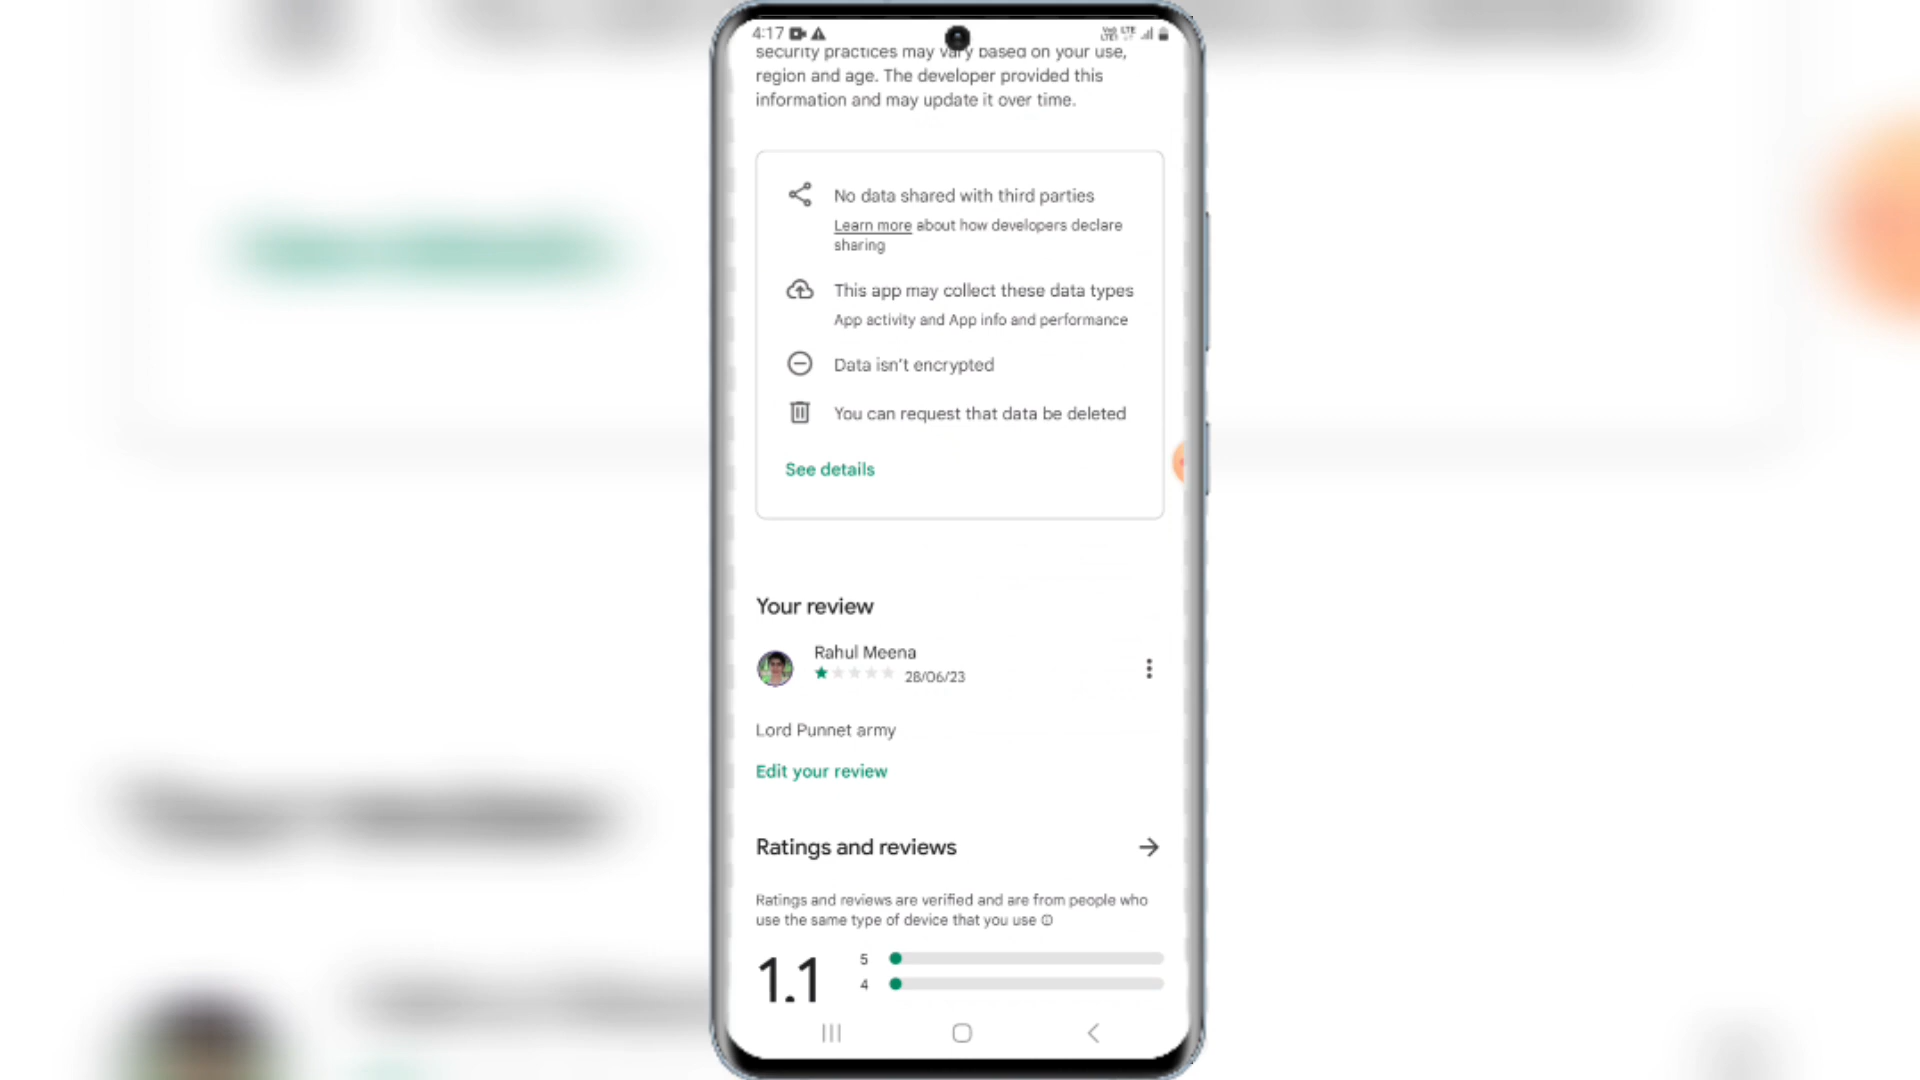 4:17
security practices may vary based on your use,
region and age. The developer provided this
information and may update it over time.
No data shared with third parties
Learn more about how developers declare
sharing
This app may collect these data types
App activity and App info and performance
Data isn't encrypted
You can request that data be deleted
See details
Your review
Rahul Meena
28/06/23
Lord Punnet army
Edit your review
Ratings and reviews
Ratings and reviews are verified and are from people who
use the same type of device that you use
1.1
5
4